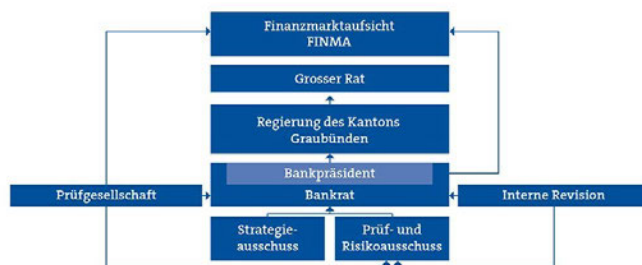 Finanzmarktaufsicht
FINMA
Grosser Rat
Regierung des Kantons
Graubünden
Bankpräsident
Prüfgesellschaft
Bankrat
Interne Revision
Strategie-
ausschuss
Prüf- und
Risikoausschuss